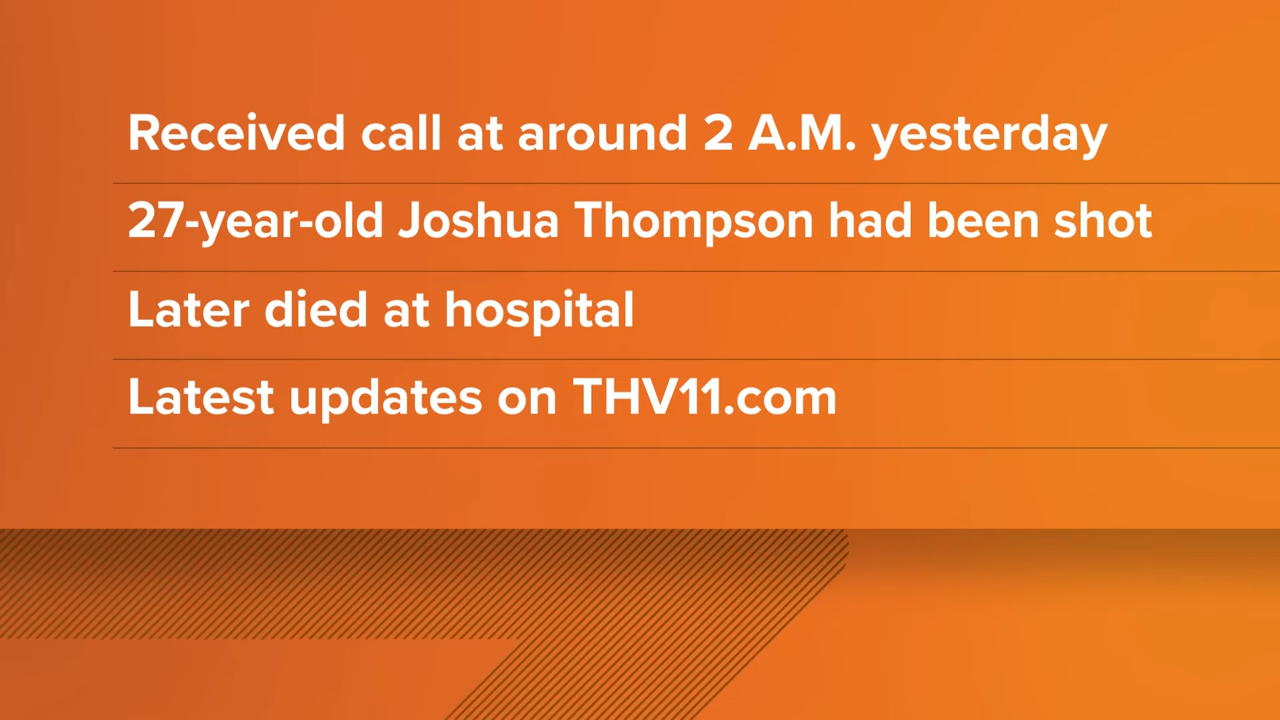 Received call at around 2 A.M. yesterday
27-year-old Joshua Thompson had been shot
Later died at hospital
Latest updates on THV11.com